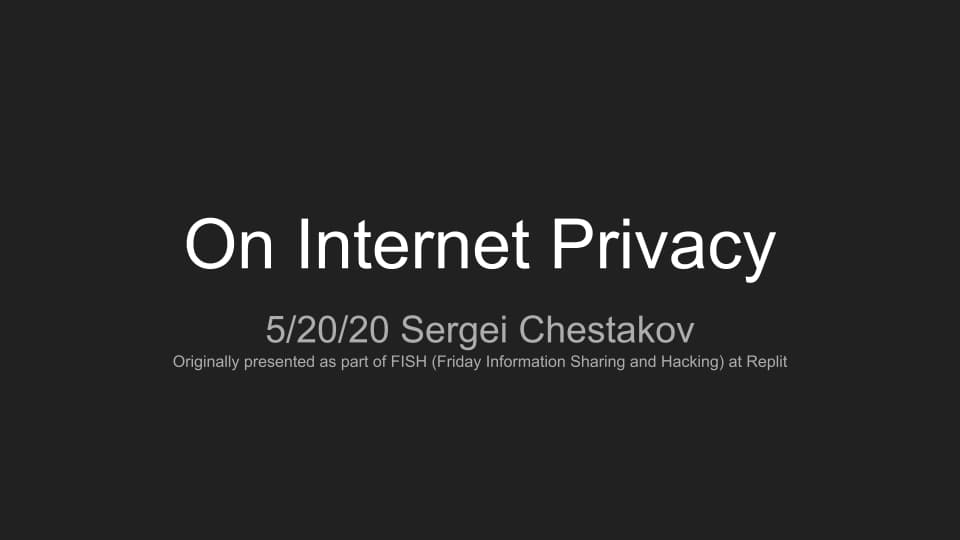 On Internet Privacy
5/20/20 Sergei Chestakov
Originally presented as part of FISH (Friday Information Sharing and Hacking) at Replit